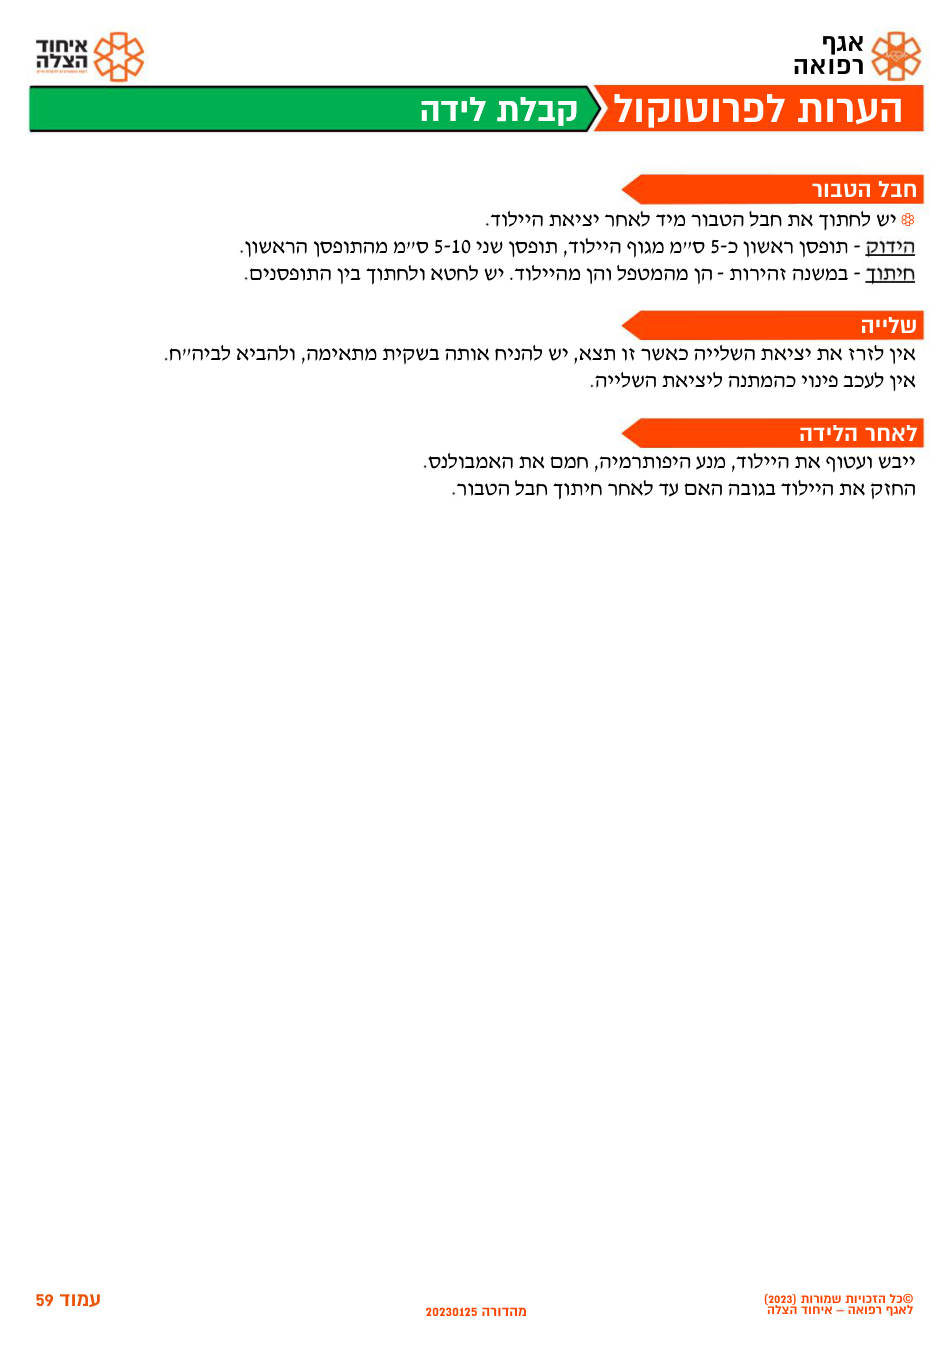 אגף
רפואה
איחוד
הצלה
הערות לפרוטוקול
קבלת לידה
חבל הטבור
יש לחתוך את חבל הטבור מיד לאחר יציאת היילוד.
הידוק - תופסן ראשון כ-5 ס״מ מגוף היילוד, תופסן שני 5-10 ס״מ מהתופסן הראשון.
חיתוך - במשנה זהירות - הן מהמטפל והן מהיילוד. יש לחטא ולחתוך בין התופסנים.
שלייה
אין לזרז את יציאת השלייה כאשר זו תצא, יש להניח אותה בשקית מתאימה, ולהביא לביה״ח.
אין לעכב פינוי כהמתנה ליציאת השלייה.
לאחר הלידה
ייבש ועטוף את היילוד, מנע היפותרמיה, חמם את האמבולנס.
החזק את היילוד בגובה האם עד לאחר חיתוך חבל הטבור.
©כל הזכויות שמורות (2023)
לאגף רפואה – איחוד הצלה
מהדורה 20230125
עמוד 59